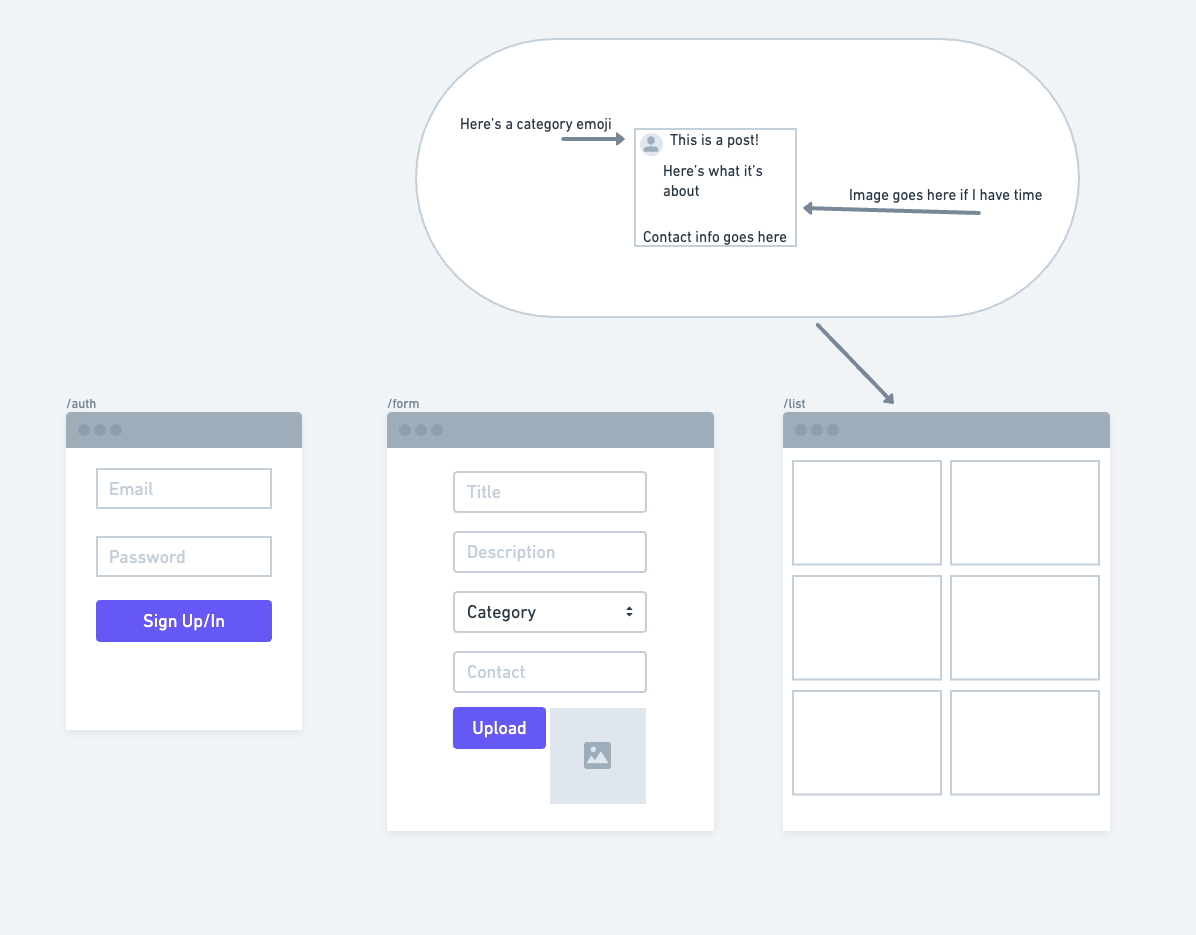 Here's a category emoji
This is a post!
Here's what it's
about
Image goes here if I have time
Contact info goes here
/auth
Email
Password
Sign Up/In
/form
Title
Description
Category
Contact
Upload
/list